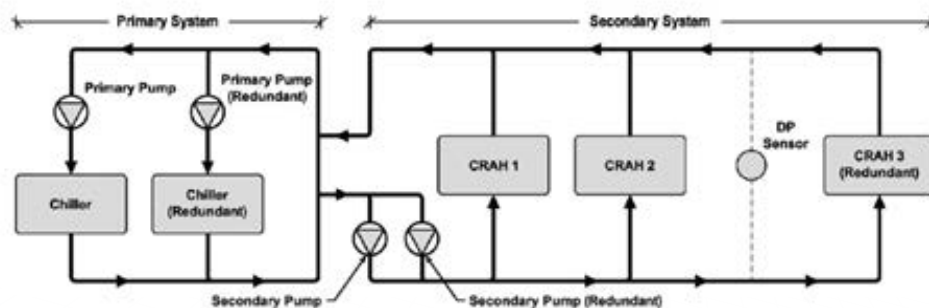 Primary System
Secondary System
Primary Pump
Primary Pump
(Redundant)
DP
Sensor
CRAH 1
CRAH 2
CRAH 3
(Redundant)
Chiller
Chiller
(Redundant)
Secondary Pump
Secondary Pump (Redundant)